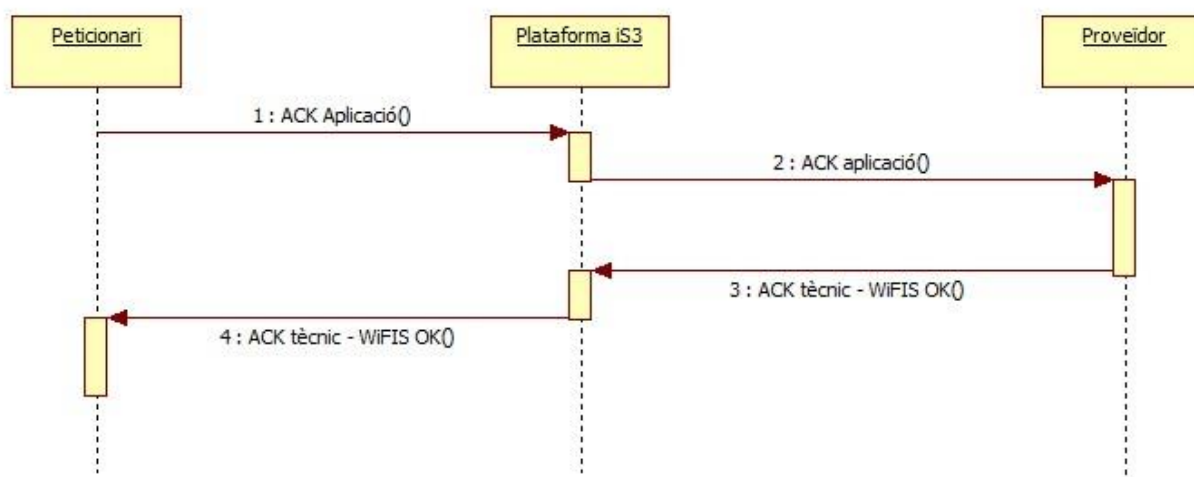 Peticionari
Plataforma iS3
Proveïdor
1 : ACK Aplicació()
2 : ACK aplicació()
3 : ACK tècnic - WiFIS OK()
4 : ACK tècnic - WiFIS OK()